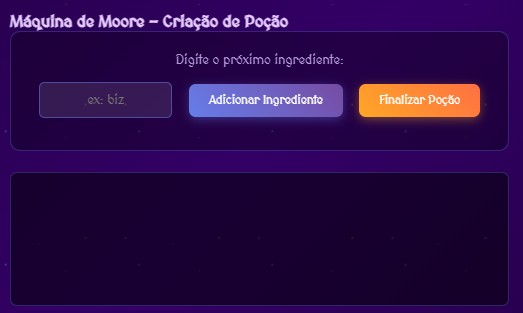 Máquina de Moore – Criação de Poção
Digite o próximo ingrediente:
ex: biz
Adicionar Ingrediente
Finalizar Poção